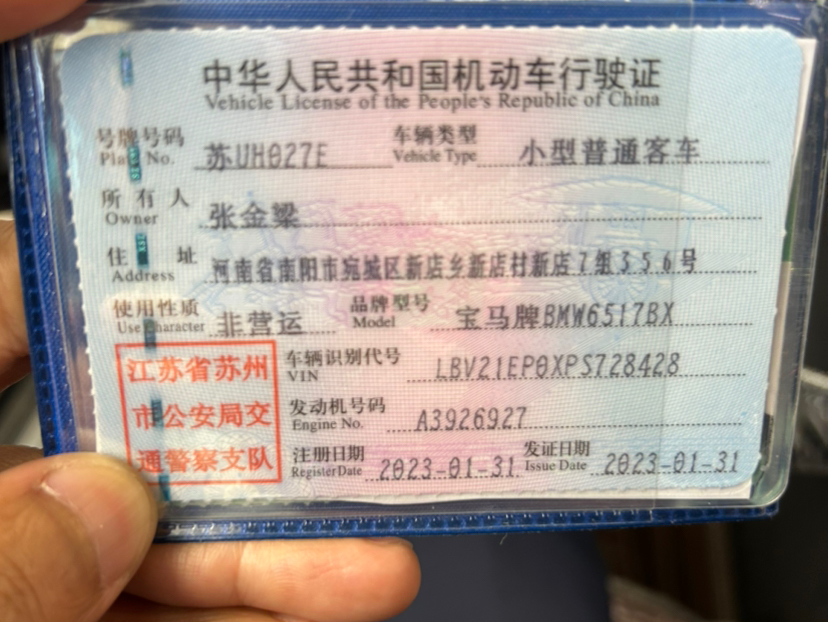 中华人民共和国机动车行驶证
Vehicle License of the People's Republic of China
号牌号码 苏UH027E 车辆类型 小型普通客车
Plate No. Vehicle Type
所有人 张金梁
Owner
住址 河南省南阳市宛城区新店乡新店村新店7组356号
Address
使用性质 非营运 品牌型号 宝马牌BMW6517BX
Use Character Model
江苏省苏州
市公安局交
通警察支队
车辆识别代号 LBV21EP0XPS728428
VIN
发动机号码 A3926927
Engine No.
注册日期 2023-01-31 发证日期 2023-01-31
Register Date Issue Date